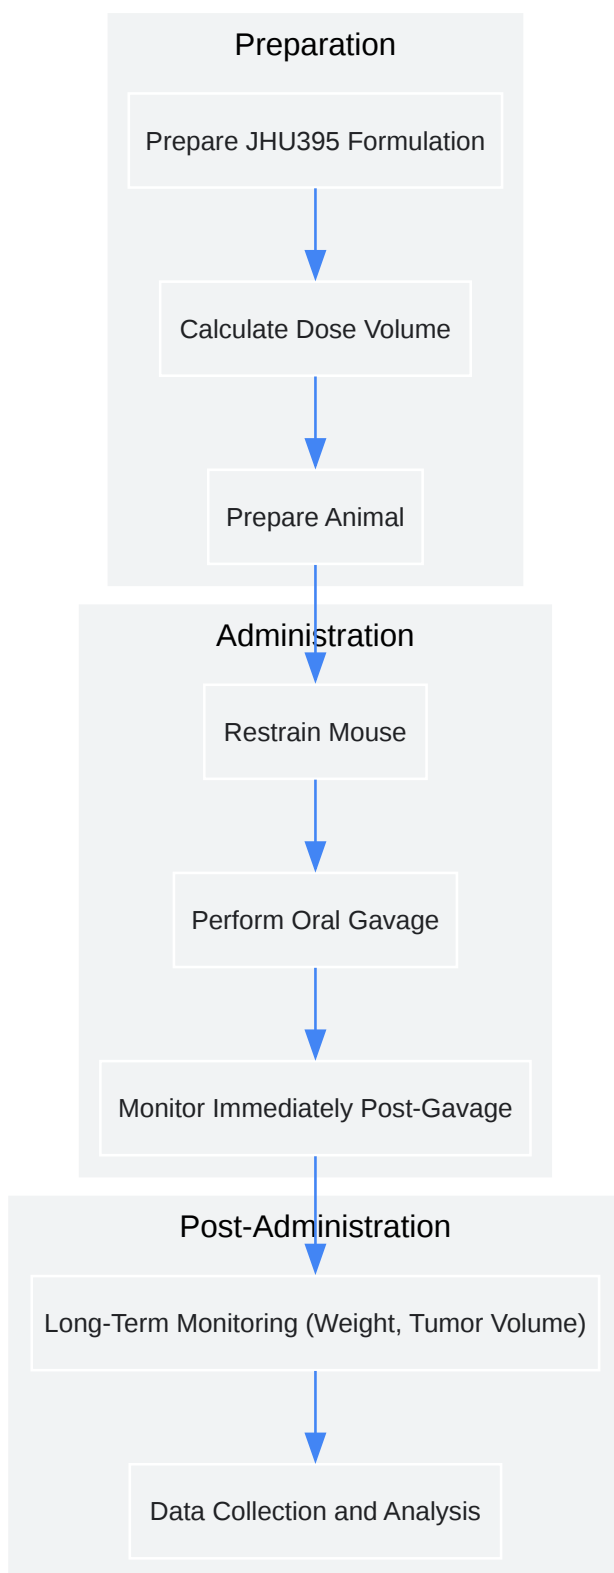 Preparation
Prepare JHU395 Formulation
Calculate Dose Volume
Prepare Animal
Administration
Restrain Mouse
Perform Oral Gavage
Monitor Immediately Post-Gavage
Post-Administration
Long-Term Monitoring (Weight, Tumor Volume)
Data Collection and Analysis